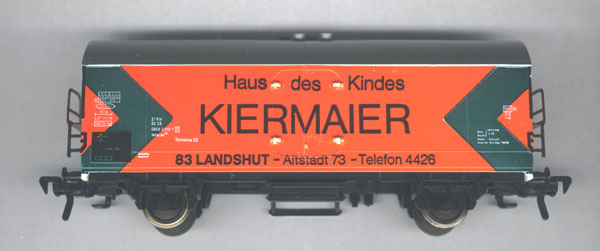 Haus des Kindes
KIERMAIER
83 LANDSHUT - Altstadt 73 - Telefon 4426